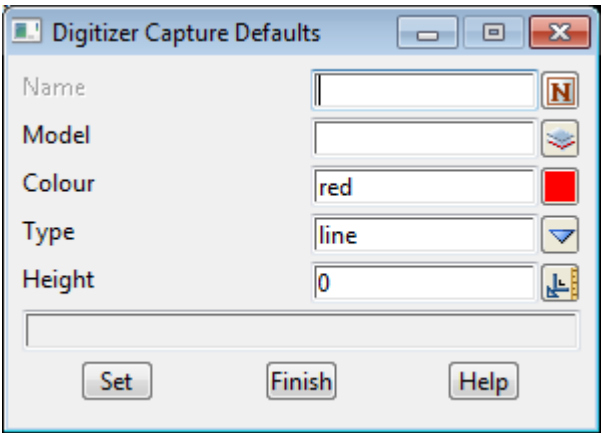 Digitizer Capture Defaults
Name N
Model
Colour red
Type line
Height 0
Set Finish Help